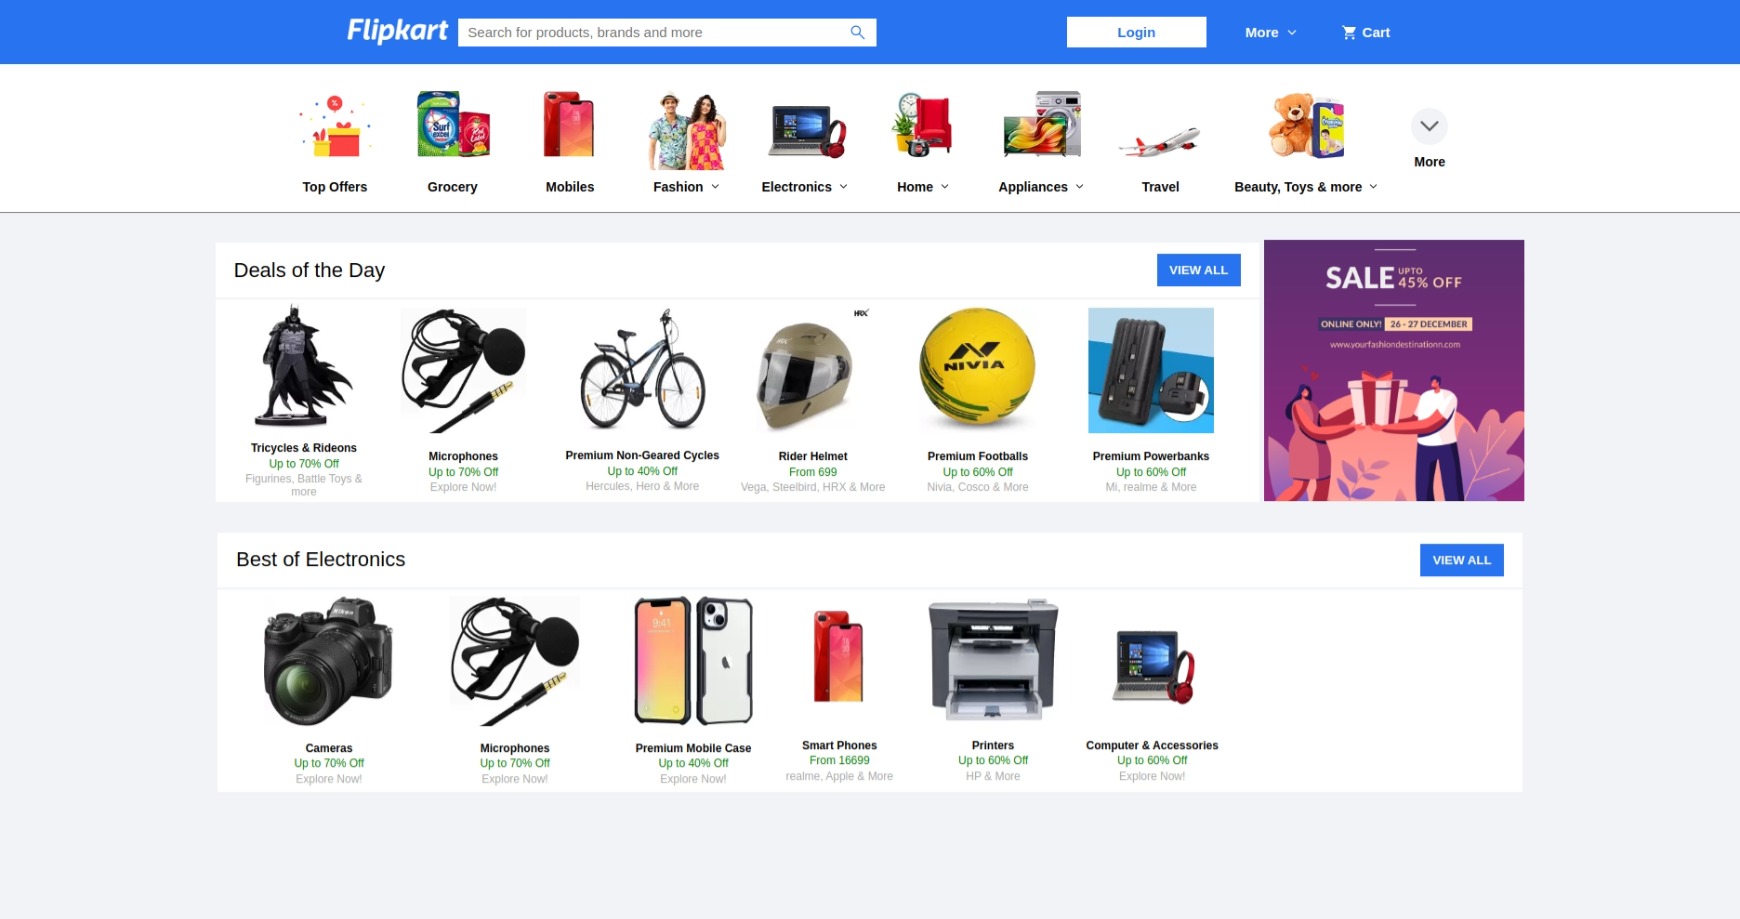 Flipkart
Search for products, brands and more
Login
More
Cart
%
Surf excel
Red Label
Top Offers
Grocery
Mobiles
Fashion
Electronics
Home
Appliances
Travel
Beauty, Toys & more
More
Deals of the Day
VIEW ALL
HRX
NIVIA
Tricycles & Rideons
Up to 70% Off
Figurines, Battle Toys &
more
Microphones
Up to 70% Off
Explore Now!
Premium Non-Geared Cycles
Up to 40% Off
Hercules, Hero & More
Rider Helmet
From 699
Vega, Steelbird, HRX & More
Premium Footballs
Up to 60% Off
Nivia, Cosco & More
Premium Powerbanks
Up to 60% Off
Mi, realme & More
SALE UPTO
45% OFF
ONLINE ONLY! 26 - 27 DECEMBER
www.yourfashiondestinationn.com
Best of Electronics
VIEW ALL
Nikon
9:41
Cameras
Up to 70% Off
Explore Now!
Microphones
Up to 70% Off
Explore Now!
Premium Mobile Case
Up to 40% Off
Explore Now!
Smart Phones
From 16699
realme, Apple & More
Printers
Up to 60% Off
HP & More
Computer & Accessories
Up to 60% Off
Explore Now!